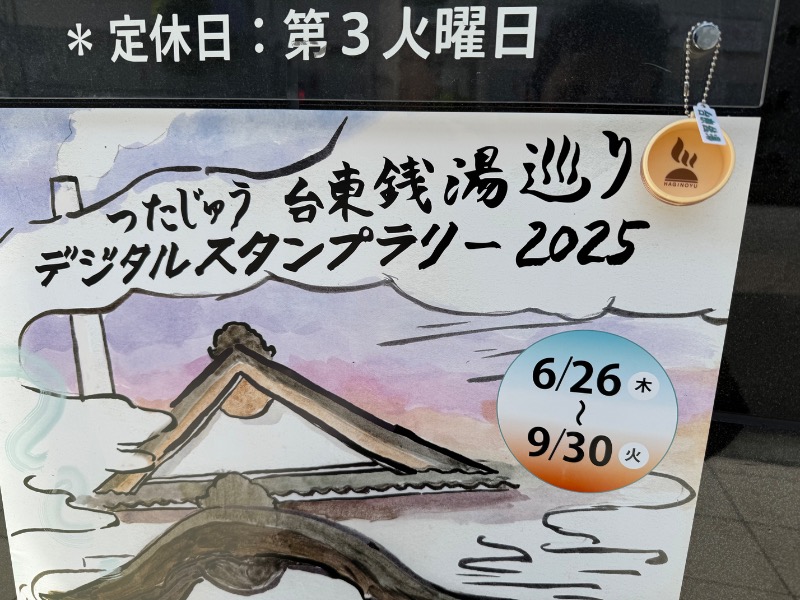 ＊定休日：第３火曜日
つたじゅう 台東銭湯巡り
デジタルスタンプラリー 2025
6/26 木
〜
9/30 火
HAGINOYU